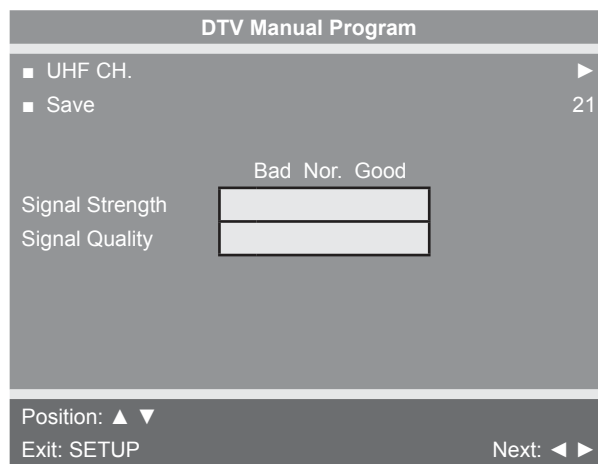 DTV Manual Program
■ UHF CH. ►
■ Save 21
Bad Nor. Good
Signal Strength
Signal Quality
Position: ▲ ▼
Exit: SETUP Next: ◄ ►